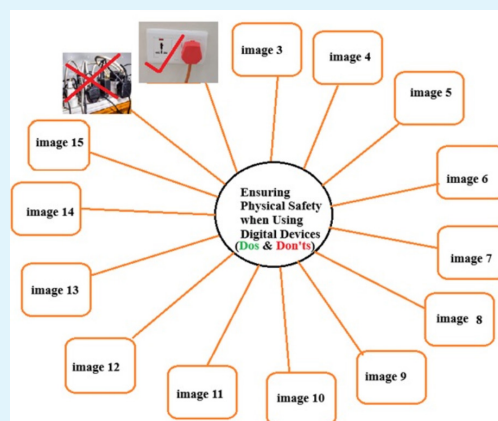 image 3
image 4
image 5
image 6
image 7
image 8
image 9
image 10
image 11
image 12
image 13
image 14
image 15
Ensuring
Physical Safety
when Using
Digital Devices
(Dos & Don'ts)